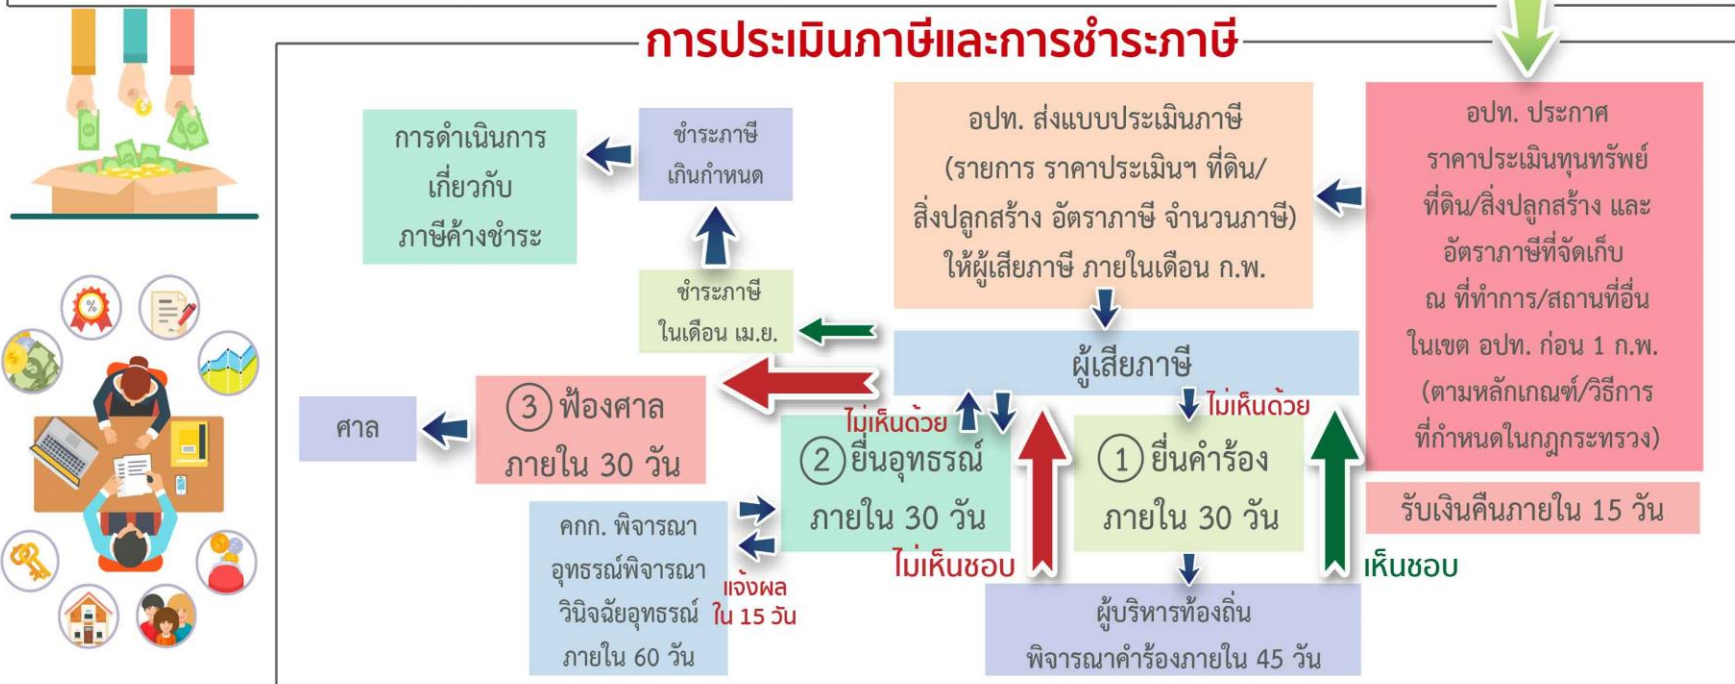 การประเมินภาษีและการชำระภาษี
อปท. ประกาศ
ราคาประเมินทุนทรัพย์
ที่ดิน/สิ่งปลูกสร้าง และ
อัตราภาษีที่จัดเก็บ
ณ ที่ทำการ/สถานที่อื่น
ในเขต อปท. ก่อน 1 ก.พ.
(ตามหลักเกณฑ์/วิธีการ
ที่กำหนดในกฎกระทรวง)
อปท. ส่งแบบประเมินภาษี
(รายการ ราคาประเมินฯ ที่ดิน/
สิ่งปลูกสร้าง อัตราภาษี จำนวนภาษี)
ให้ผู้เสียภาษี ภายในเดือน ก.พ.
ผู้เสียภาษี
ชำระภาษี
ในเดือน เม.ย.
ชำระภาษี
เกินกำหนด
การดำเนินการ
เกี่ยวกับ
ภาษีค้างชำระ
ไม่เห็นด้วย
1 ยื่นคำร้อง
ภายใน 30 วัน
ผู้บริหารท้องถิ่น
พิจารณาคำร้องภายใน 45 วัน
เห็นชอบ
รับเงินคืนภายใน 15 วัน
ไม่เห็นชอบ
ไม่เห็นด้วย
2 ยื่นอุทธรณ์
ภายใน 30 วัน
คกก. พิจารณา
อุทธรณ์พิจารณา
วินิจฉัยอุทธรณ์
ภายใน 60 วัน
แจ้งผล
ใน 15 วัน
3 ฟ้องศาล
ภายใน 30 วัน
ศาล
%